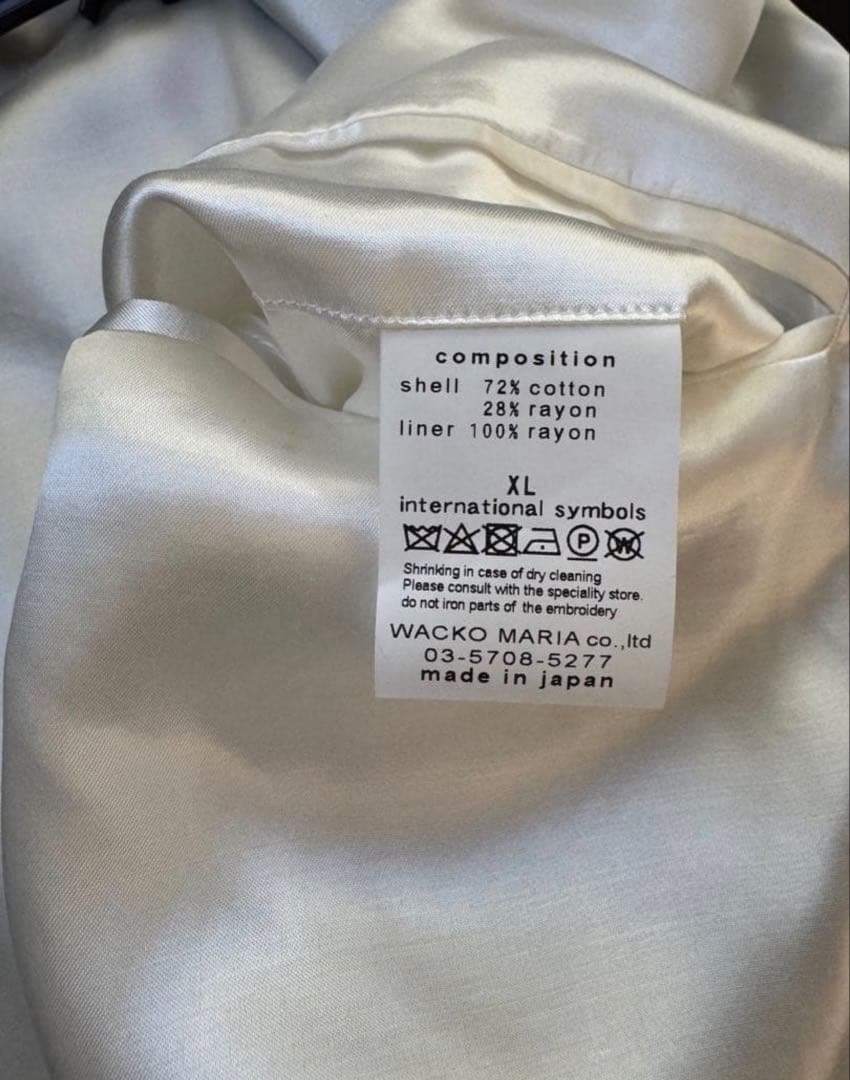 composition
shell 72% cotton
28% rayon
liner 100% rayon
XL
international symbols
P W
Shrinking in case of dry cleaning
Please consult with the speciality store.
do not iron parts of the embroidery
WACKO MARIA co.,ltd
03-5708-5277
made in japan